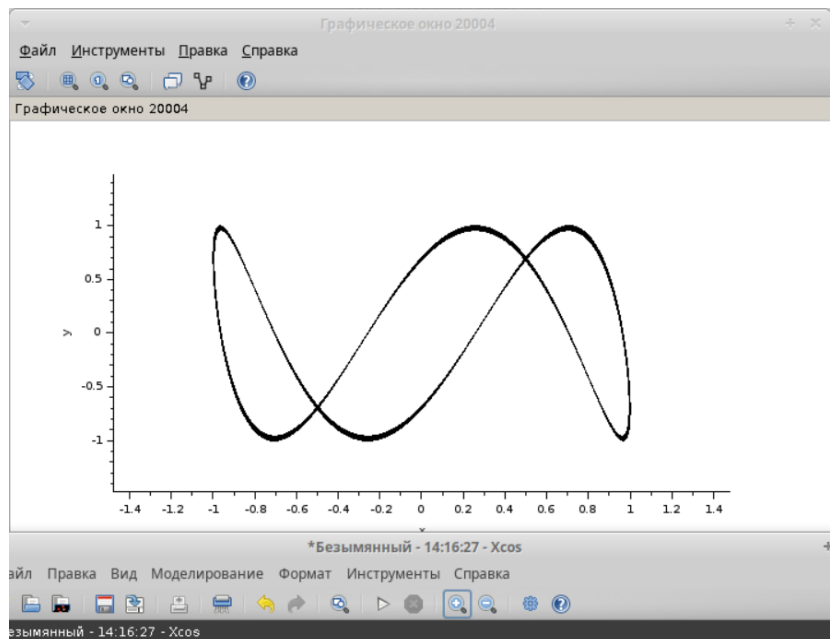 Графическое окно 20004
Файл Инструменты Правка Справка
Графическое окно 20004
1
0.5
y
0
-0.5
-1
-1.4 -1.2 -1 -0.8 -0.6 -0.4 -0.2 0 0.2 0.4 0.6 0.8 1 1.2 1.4
x
*Безымянный - 14:16:27 - Xcos
айл Правка Вид Моделирование Формат Инструменты Справка
езымянный - 14:16:27 - Xcos